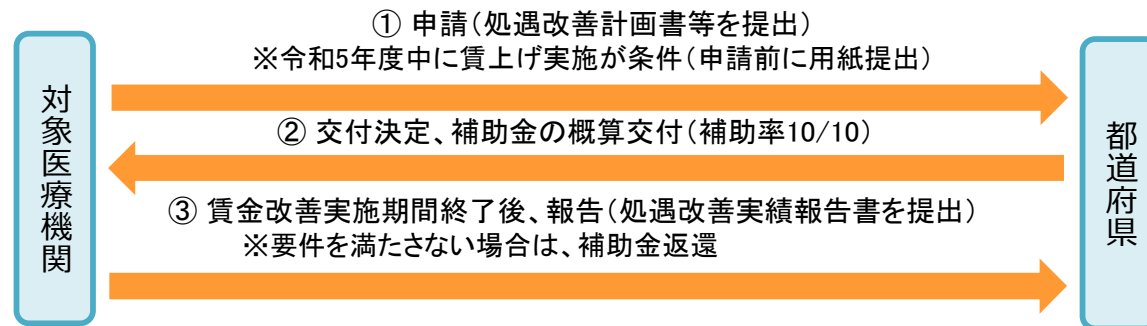 対象医療機関
① 申請（処遇改善計画書等を提出）
※令和5年度中に賃上げ実施が条件（申請前に用紙提出）
② 交付決定、補助金の概算交付（補助率10/10）
③ 賃金改善実施期間終了後、報告（処遇改善実績報告書を提出）
※要件を満たさない場合は、補助金返還
都道府県